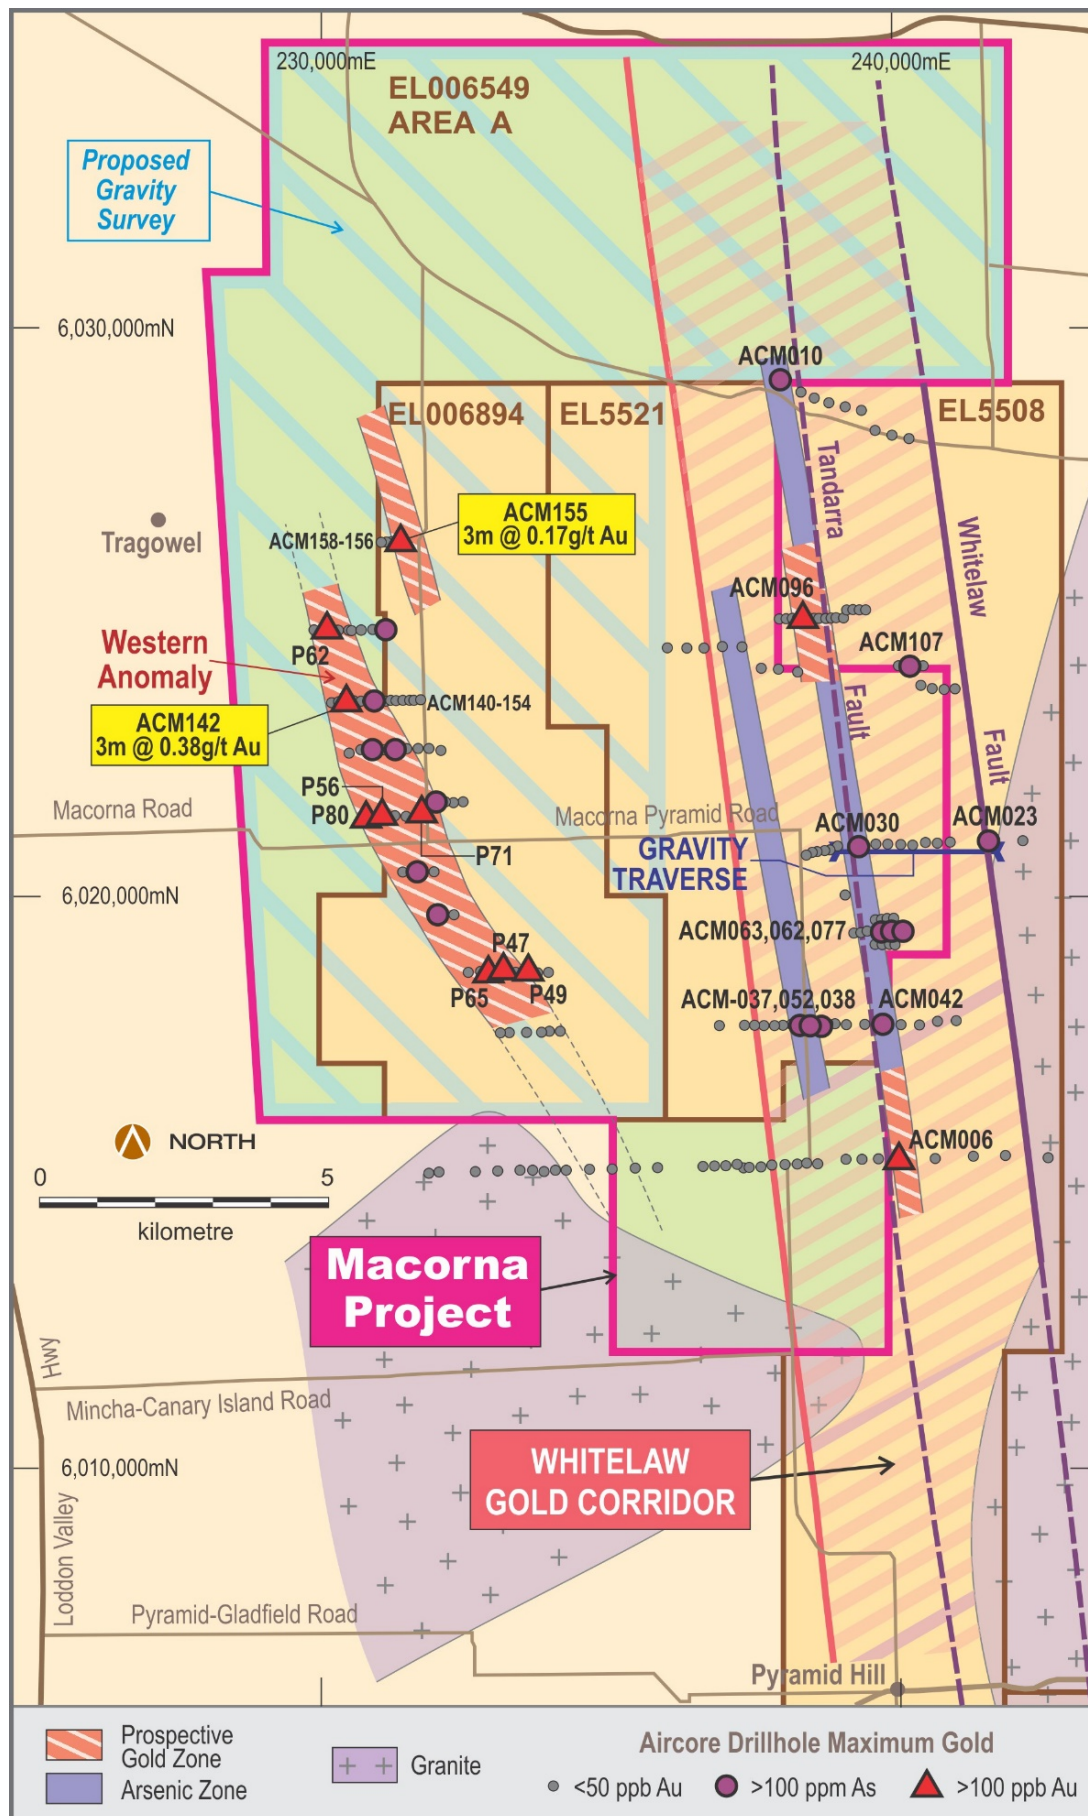 230,000mE
240,000mE
EL006549
AREA A
Proposed
Gravity
Survey
6,030,000mN
ACM010
EL006894
EL5521
EL5508
Tandarra
Fault
Whitelaw
Fault
Tragowel
ACM158-156
ACM155
3m @ 0.17g/t Au
ACM096
Western
Anomaly
P62
ACM107
ACM140-154
ACM142
3m @ 0.38g/t Au
P56
P80
Macorna Road
Macorna Pyramid Road
ACM030
ACM023
P71
GRAVITY
TRAVERSE
6,020,000mN
ACM063,062,077
P47
P65
P49
ACM-037,052,038
ACM042
NORTH
ACM006
0
5
kilometre
Macorna
Project
Loddon Valley
Hwy
Mincha-Canary Island Road
6,010,000mN
WHITELAW
GOLD CORRIDOR
Pyramid-Gladfield Road
Pyramid Hill
Prospective
Gold Zone
Arsenic Zone
Granite
Aircore Drillhole Maximum Gold
<50 ppb Au
>100 ppm As
>100 ppb Au